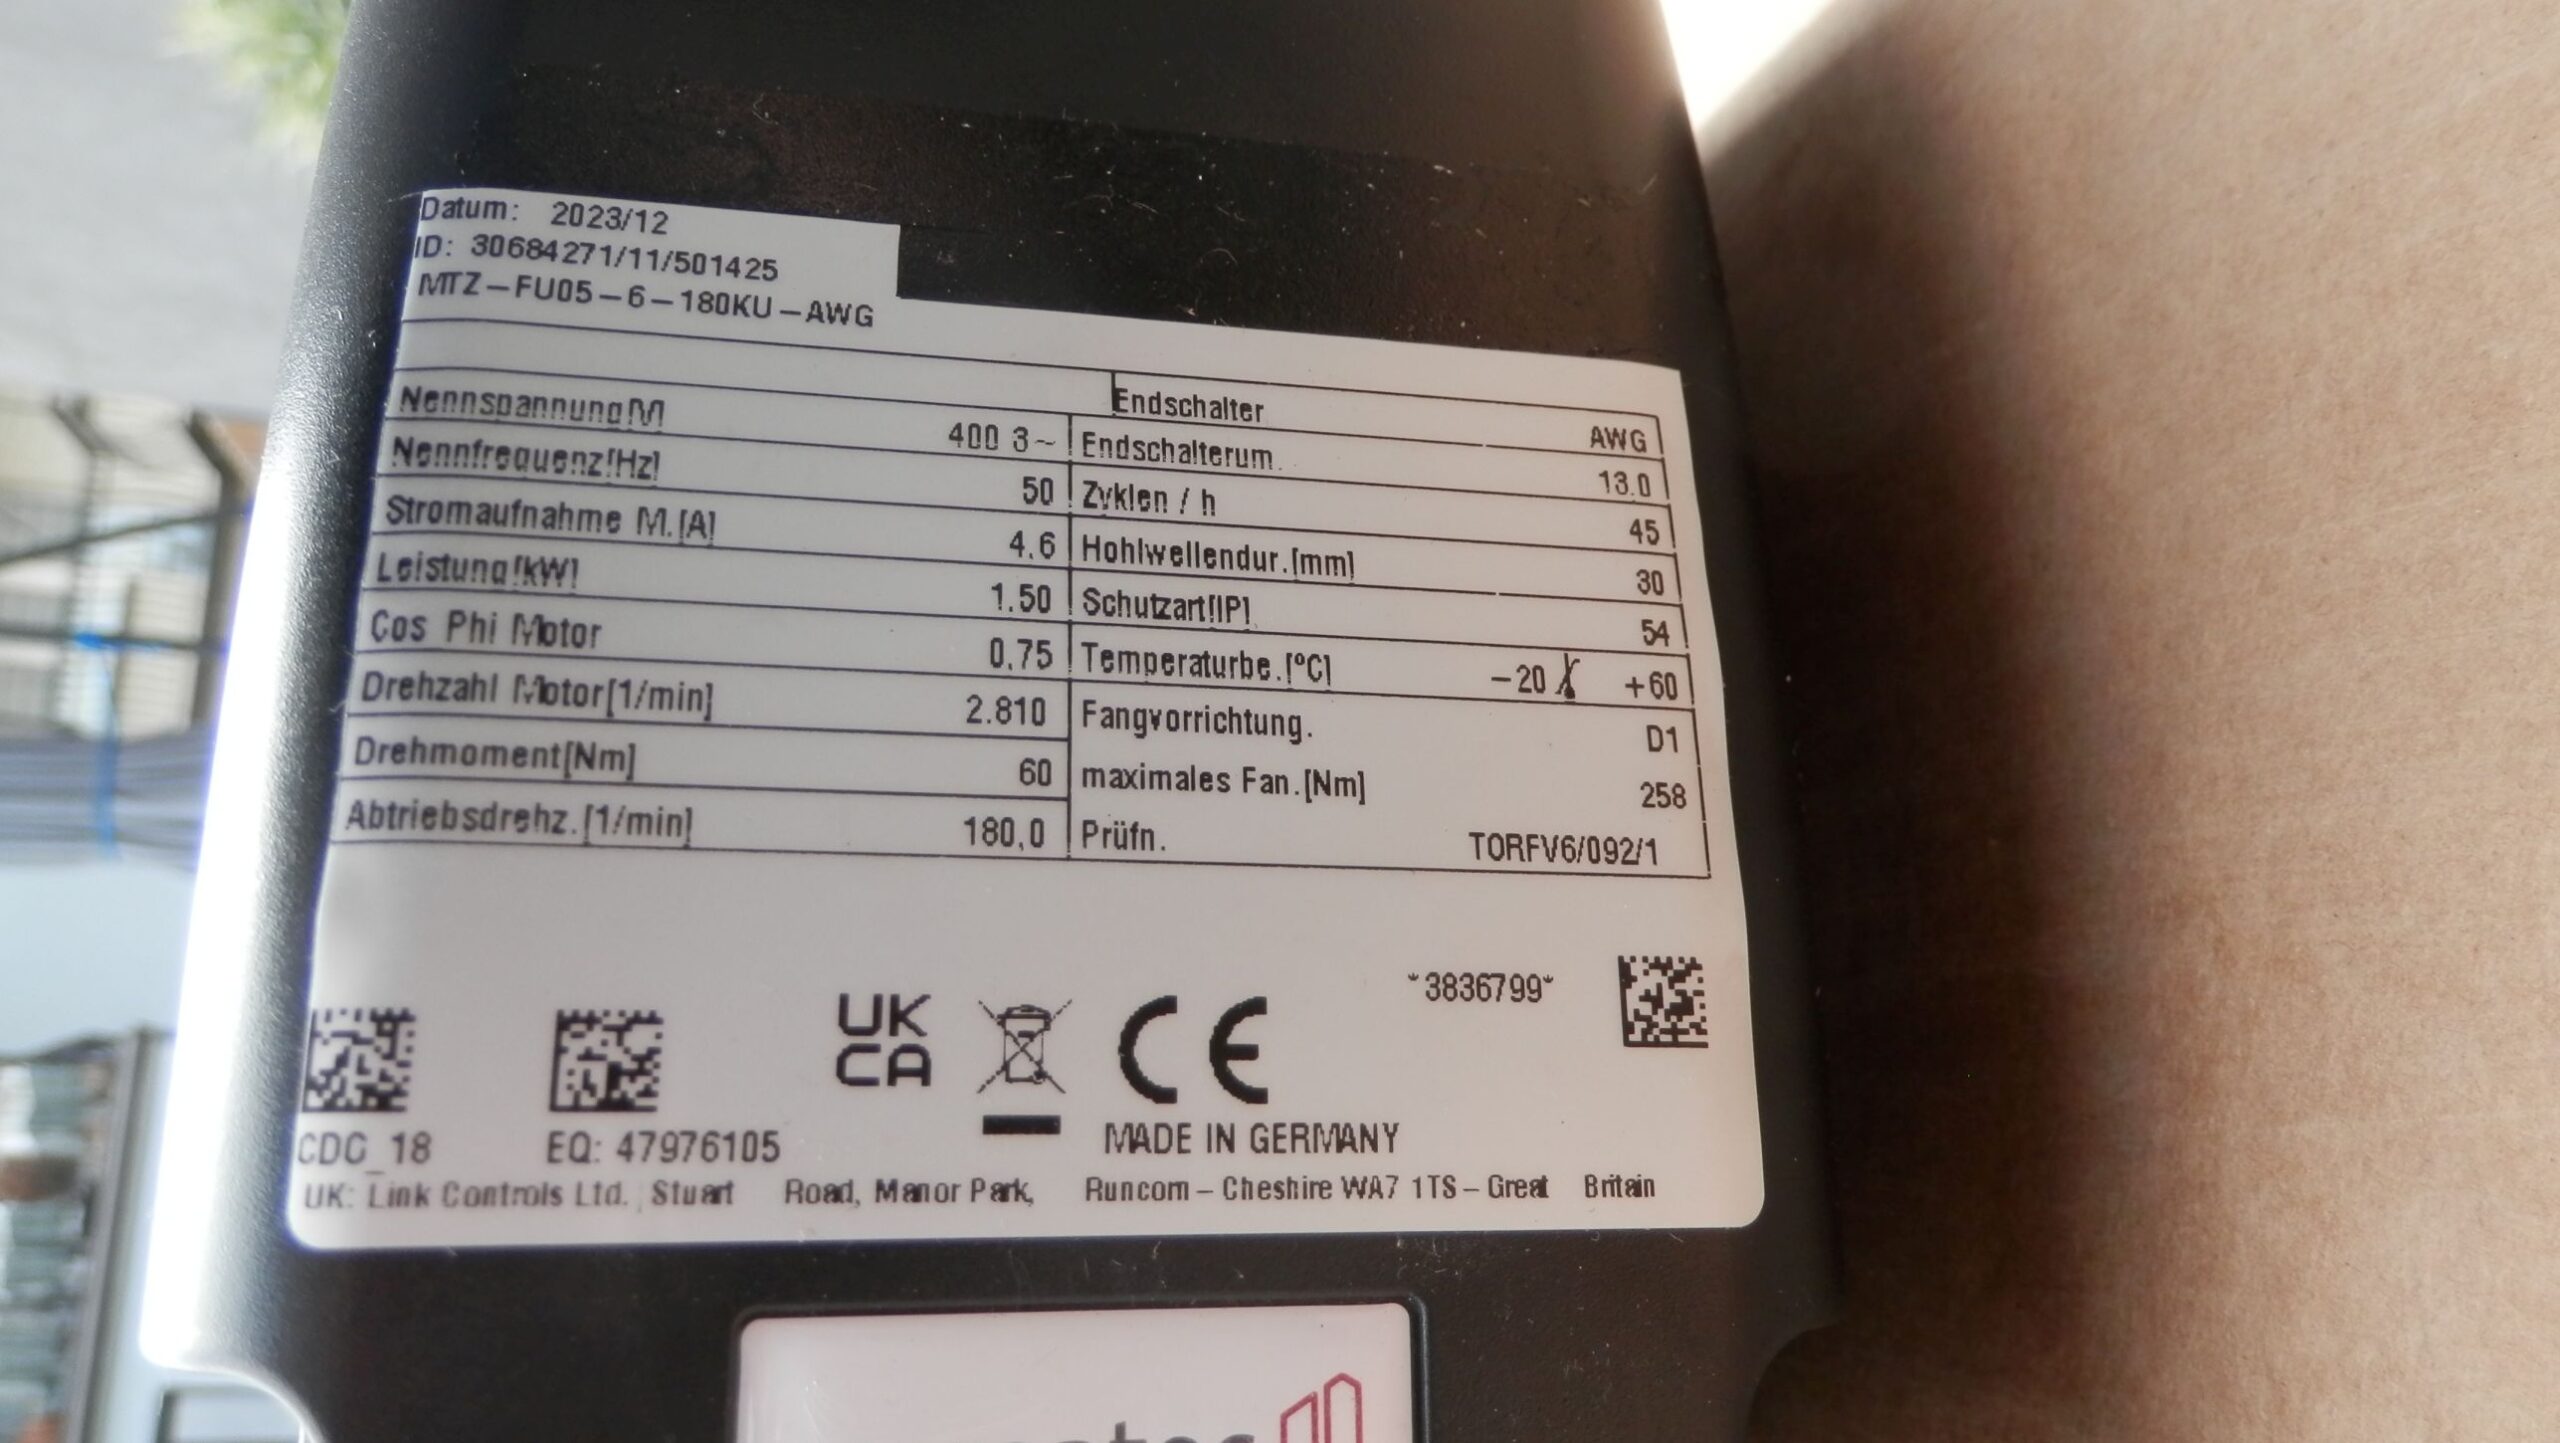 Datum: 2023/12
ID: 30684271/11/501425
MTZ-FU05-6-180KU-AWG
Endschalter AWG
Nennspannung[V] 400 3~ Endschalterum. 13.0
Nennfrequenz[Hz] 50 Zyklen / h 45
Stromaufnahme M.[A] 4.6 Hohlwellendur.[mm] 30
Leistung[kW] 1.50 Schutzart[IP] 54
Cos Phi Motor 0.75 Temperaturbe.[°C] -20 +60
Drehzahl Motor[1/min] 2.810 Fangvorrichtung. D1
Drehmoment[Nm] 60 maximales Fan.[Nm] 258
Abtriebsdrehz.[1/min] 180,0 Prüfn. TORFV6/092/1
*3836799*
UK
CA
CE
CDC_18 EQ: 47976105 MADE IN GERMANY
UK: Link Controls Ltd. Stuart Road, Manor Park, Runcorn - Cheshire WA7 1TS - Great Britain